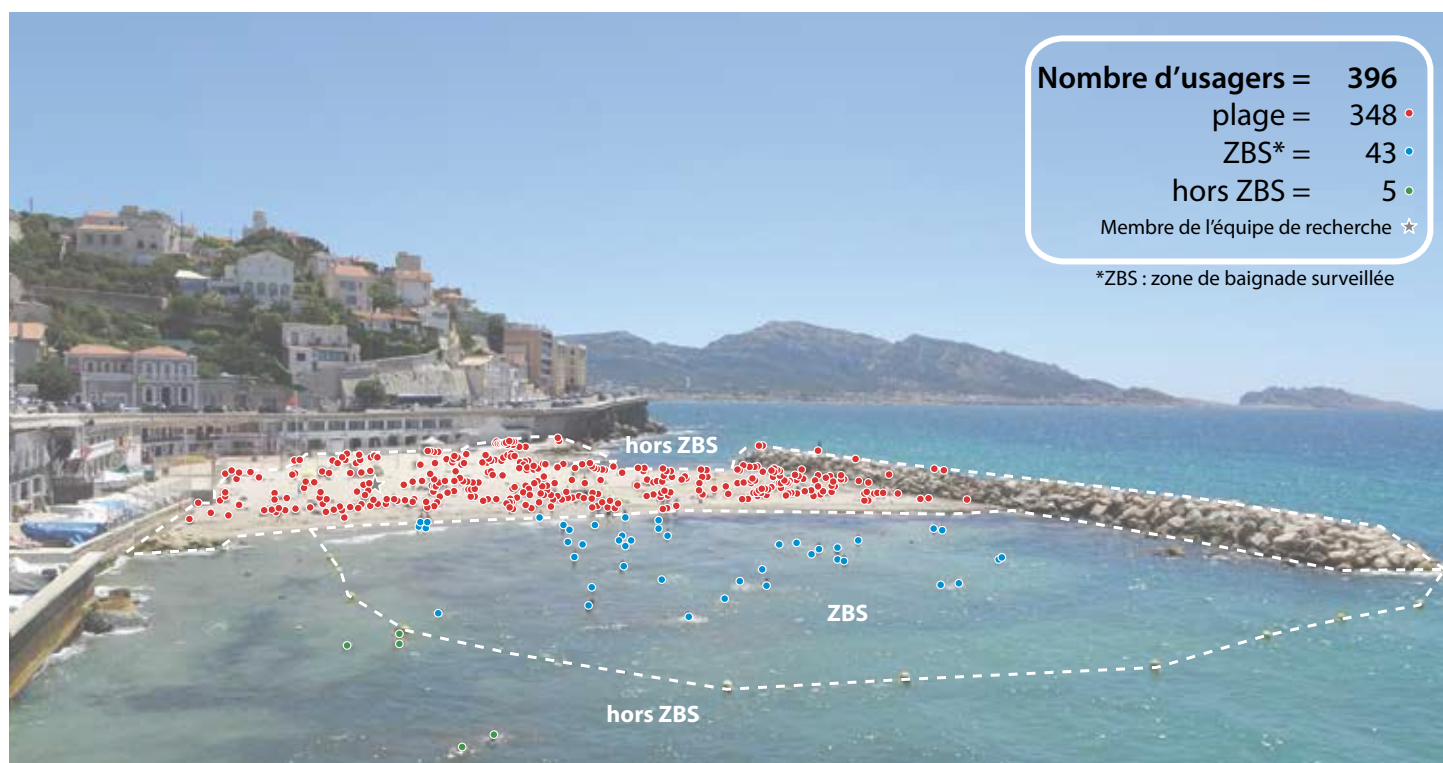 Nombre d'usagers = 396
plage = 348
ZBS* = 43
hors ZBS = 5
Membre de l'équipe de recherche
*ZBS : zone de baignade surveillée
hors ZBS
ZBS
hors ZBS